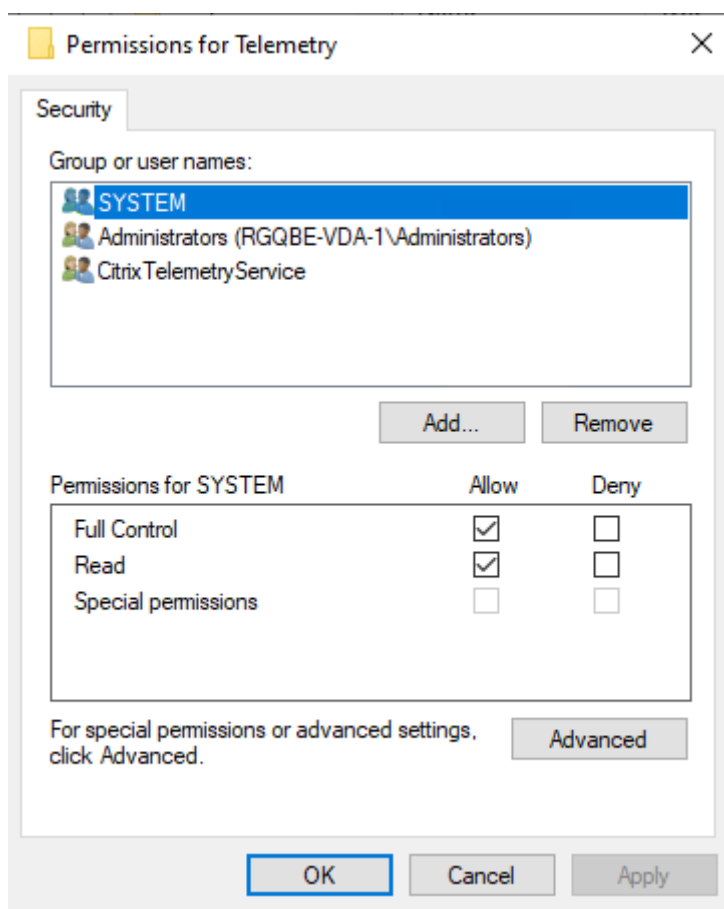 Permissions for Telemetry
Security
Group or user names:
SYSTEM
Administrators (RGQBE-VDA-1\Administrators)
CitrixTelemetryService
Add... Remove
Permissions for SYSTEM Allow Deny
Full Control
Read
Special permissions
For special permissions or advanced settings,
click Advanced.
Advanced
OK Cancel Apply